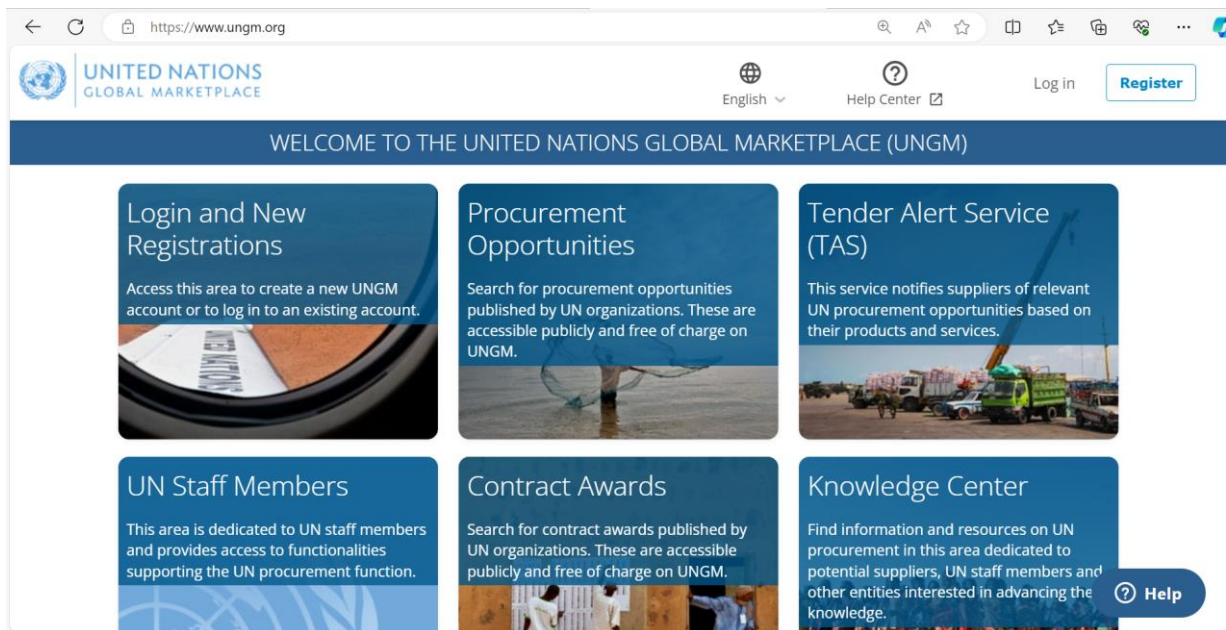 https://www.ungm.org
UNITED NATIONS
GLOBAL MARKETPLACE
English
Help Center
Log in
Register
WELCOME TO THE UNITED NATIONS GLOBAL MARKETPLACE (UNGM)
Login and New
Registrations
Access this area to create a new UNGM
account or to log in to an existing account.
UNITED NATIONS
Procurement
Opportunities
Search for procurement opportunities
published by UN organizations. These are
accessible publicly and free of charge on
UNGM.
Tender Alert Service
(TAS)
This service notifies suppliers of relevant
UN procurement opportunities based on
their products and services.
UN Staff Members
This area is dedicated to UN staff members
and provides access to functionalities
supporting the UN procurement function.
Contract Awards
Search for contract awards published by
UN organizations. These are accessible
publicly and free of charge on UNGM.
Knowledge Center
Find information and resources on UN
procurement in this area dedicated to
potential suppliers, UN staff members and
other entities interested in advancing the
knowledge.
Help